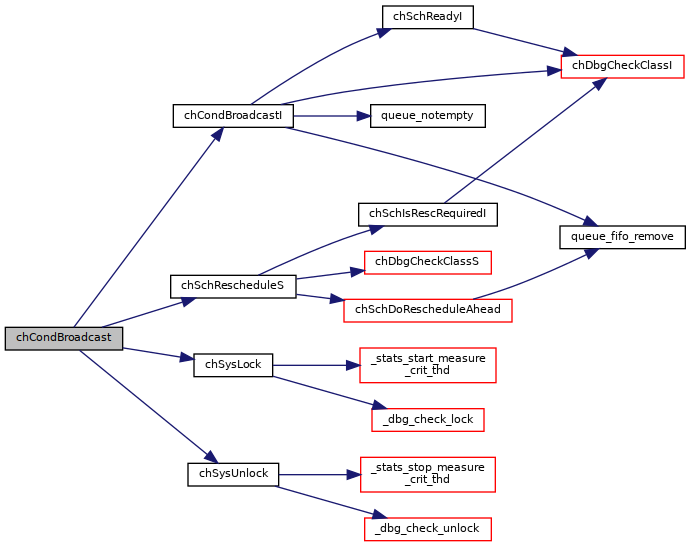 chSchReadyI
chDbgCheckClassI
chCondBroadcastI
queue_notempty
chSchIsRescRequiredI
queue_fifo_remove
chDbgCheckClassS
chSchRescheduleS
chSchDoRescheduleAhead
chCondBroadcast
chSysLock
_stats_start_measure
_crit_thd
_dbg_check_lock
chSysUnlock
_stats_stop_measure
_crit_thd
_dbg_check_unlock